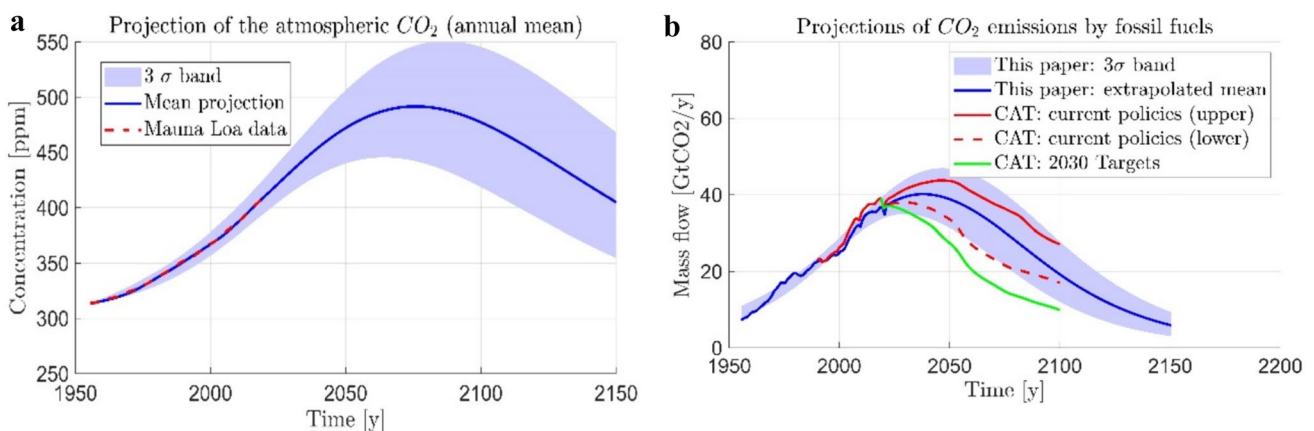 a
Projection of the atmospheric CO2 (annual mean)
550
500
450
400
350
300
250
Concentration [ppm]
3 σ band
Mean projection
Mauna Loa data
1950 2000 2050 2100 2150
Time [y]
b
Projections of CO2 emissions by fossil fuels
80
60
40
20
0
Mass flow [GtCO2/y]
This paper: 3σ band
This paper: extrapolated mean
CAT: current policies (upper)
CAT: current policies (lower)
CAT: 2030 Targets
1950 2000 2050 2100 2150 2200
Time [y]